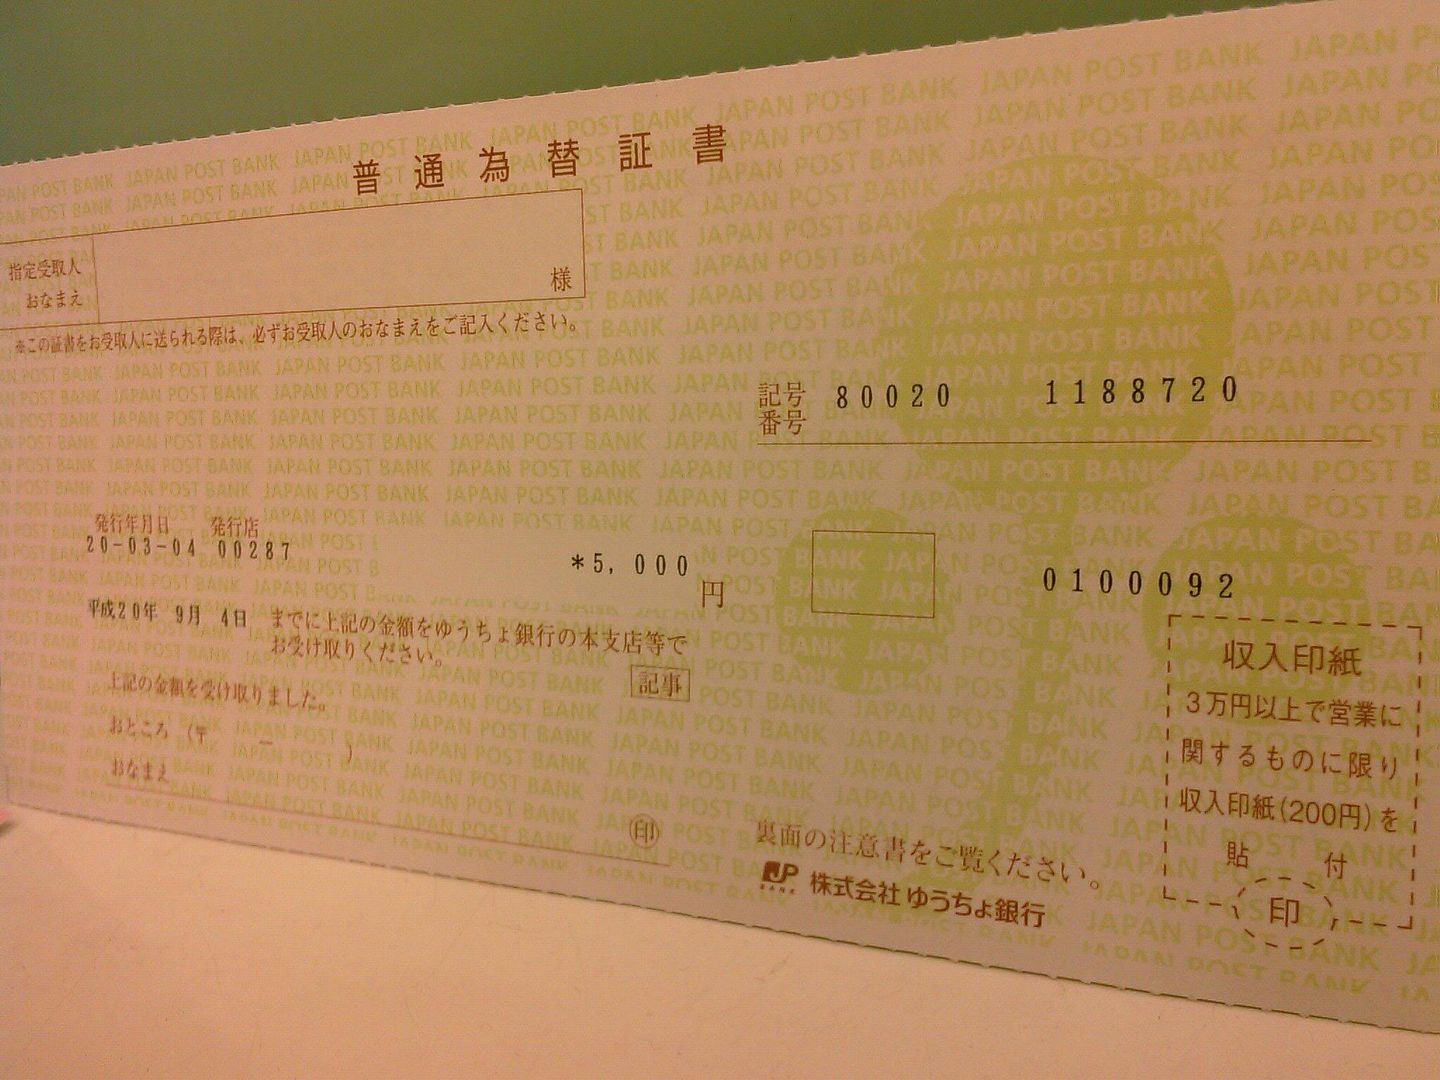 普通為替証書
指定受取人
おなまえ
様
※この証書をお受取人に送られる際は、必ずお受取人のおなまえをご記入ください。
記号
番号
80020 1188720
発行年月日 発行店
20-03-04 00287
*5,000
円
0100092
平成20年 9月 4日 までに上記の金額をゆうちょ銀行の本支店等で
お受け取りください。
記事
上記の金額を受け取りました。
おところ (〒 − )
おなまえ
印
収入印紙
3万円以上で営業に
関するものに限り
収入印紙(200円)を
貼 付
印
裏面の注意書をご覧ください。
JP
BANK
株式会社 ゆうちょ銀行
JAPAN POST BANK